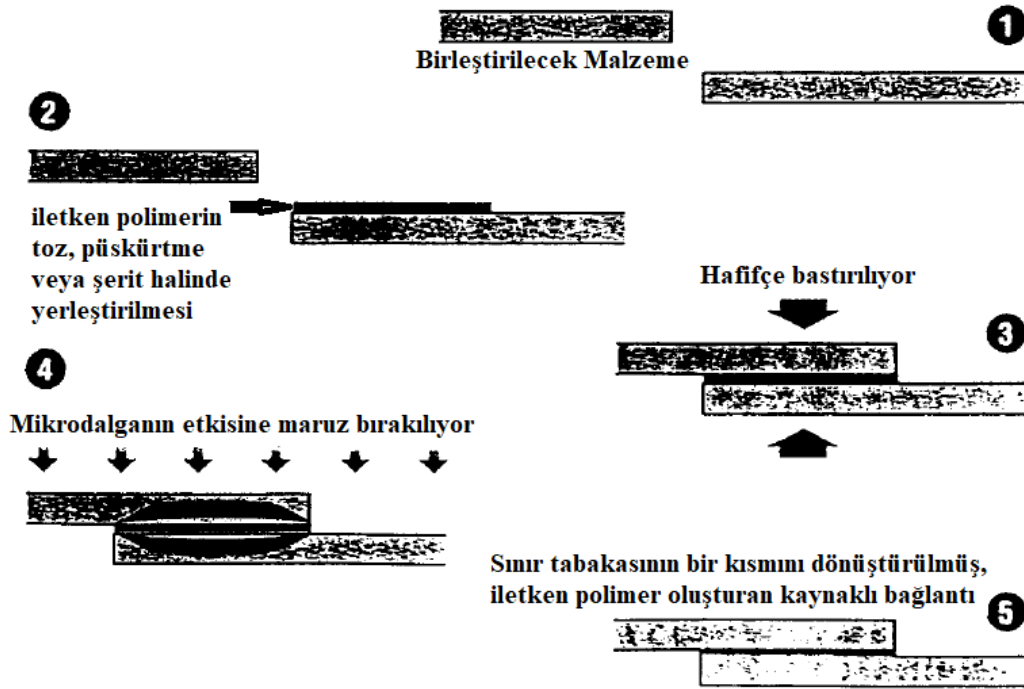 1
Birleştirilecek Malzeme
2
iletken polimerin
toz, püskürtme
veya şerit halinde
yerleştirilmesi
Hafifçe bastırılıyor
3
4
Mikrodalganın etkisine maruz bırakılıyor
Sınır tabakasının bir kısmını dönüştürülmüş,
iletken polimer oluşturan kaynaklı bağlantı
5